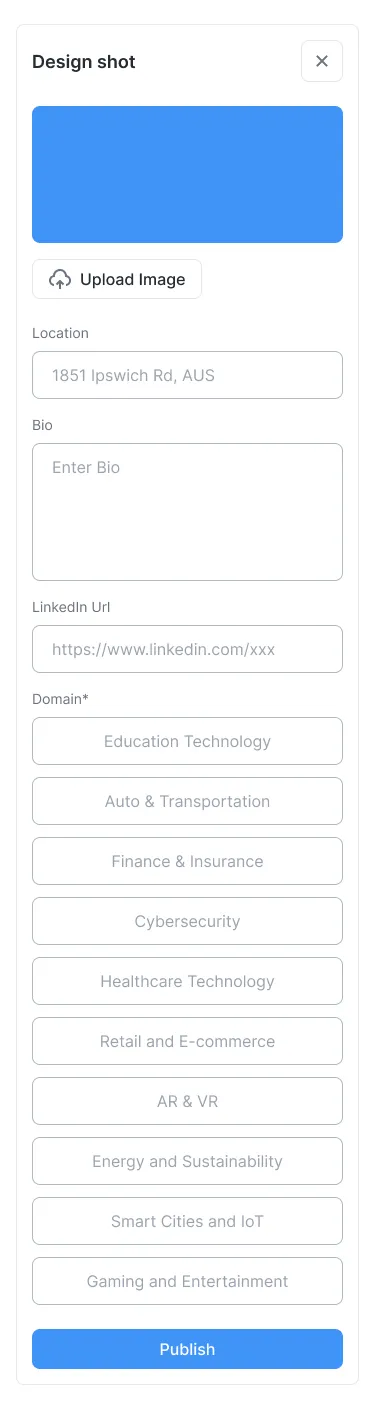 Design shot
Upload Image
Location
1851 Ipswich Rd, AUS
Bio
Enter Bio
LinkedIn Url
https://www.linkedin.com/xxx
Domain*
Education Technology
Auto & Transportation
Finance & Insurance
Cybersecurity
Healthcare Technology
Retail and E-commerce
AR & VR
Energy and Sustainability
Smart Cities and IoT
Gaming and Entertainment
Publish